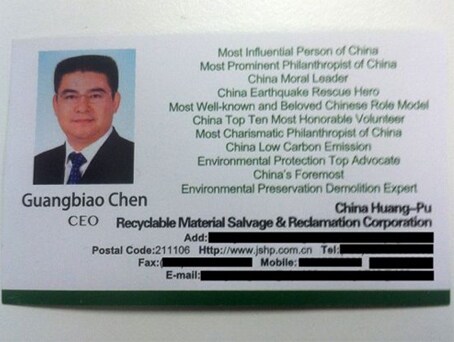 Most Influential Person of China
Most Prominent Philanthropist of China
China Moral Leader
China Earthquake Rescue Hero
Most Well-known and Beloved Chinese Role Model
China Top Ten Most Honorable Volunteer
Most Charismatic Philanthropist of China
China Low Carbon Emission
Environmental Protection Top Advocate
China's Foremost
Environmental Preservation Demolition Expert
Guangbiao Chen
CEO
China Huang-Pu
Recyclable Material Salvage & Reclamation Corporation
Add:
Postal Code:211106 Http://www.jshp.com.cn Tel:
Fax:( Mobile:
E-mail: